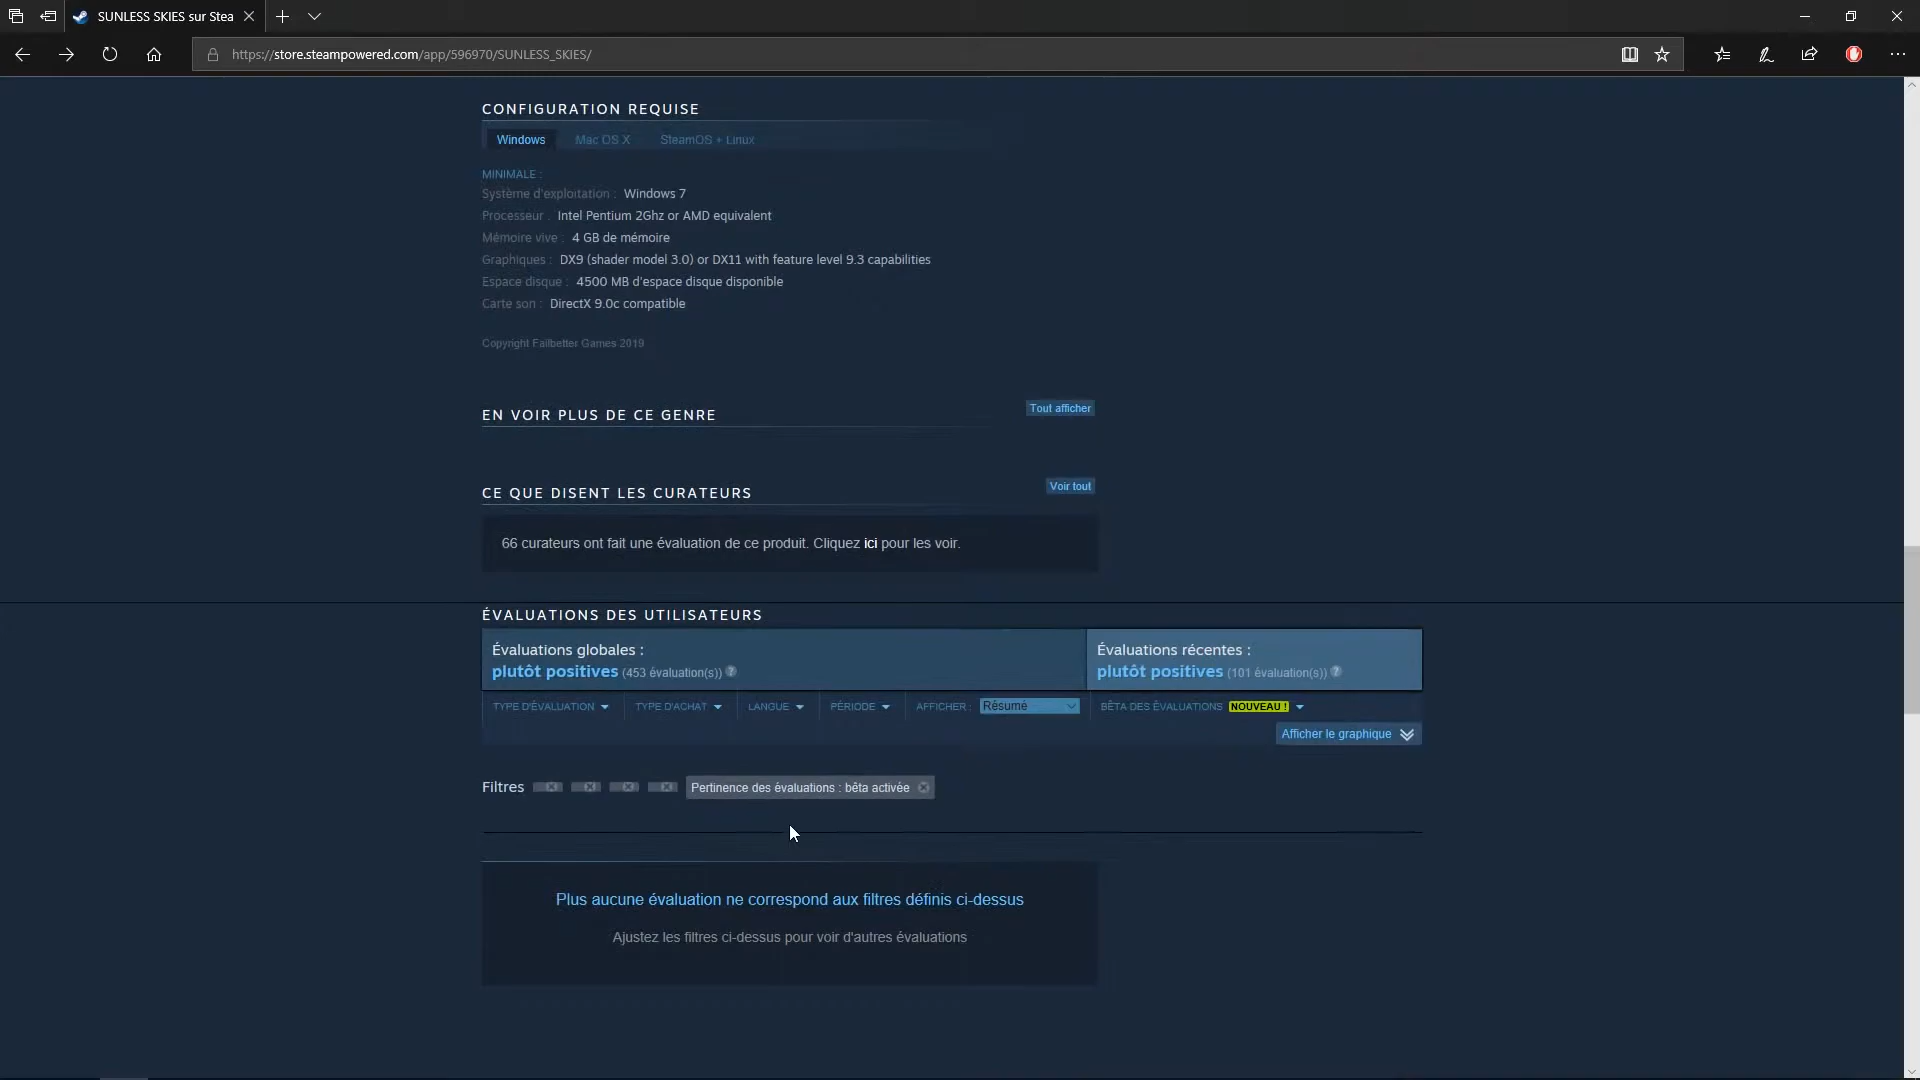 SUNLESS SKIES sur Stea
https://store.steampowered.com/app/596970/SUNLESS_SKIES/
CONFIGURATION REQUISE
Windows Mac OS X SteamOS + Linux
MINIMALE :
Système d'exploitation : Windows 7
Processeur : Intel Pentium 2Ghz or AMD equivalent
Mémoire vive : 4 GB de mémoire
Graphiques : DX9 (shader model 3.0) or DX11 with feature level 9.3 capabilities
Espace disque : 4500 MB d'espace disque disponible
Carte son : DirectX 9.0c compatible
Copyright Failbetter Games 2019
EN VOIR PLUS DE CE GENRE
Tout afficher
CE QUE DISENT LES CURATEURS
Voir tout
66 curateurs ont fait une évaluation de ce produit. Cliquez ici pour les voir.
ÉVALUATIONS DES UTILISATEURS
Évaluations globales :
plutôt positives (453 évaluation(s)) ?
Évaluations récentes :
plutôt positives (101 évaluation(s)) ?
TYPE D'ÉVALUATION TYPE D'ACHAT LANGUE PÉRIODE AFFICHER : Résumé BÊTA DES ÉVALUATIONS NOUVEAU !
Afficher le graphique
Filtres Pertinence des évaluations : bêta activée
Plus aucune évaluation ne correspond aux filtres définis ci-dessus
Ajustez les filtres ci-dessus pour voir d'autres évaluations